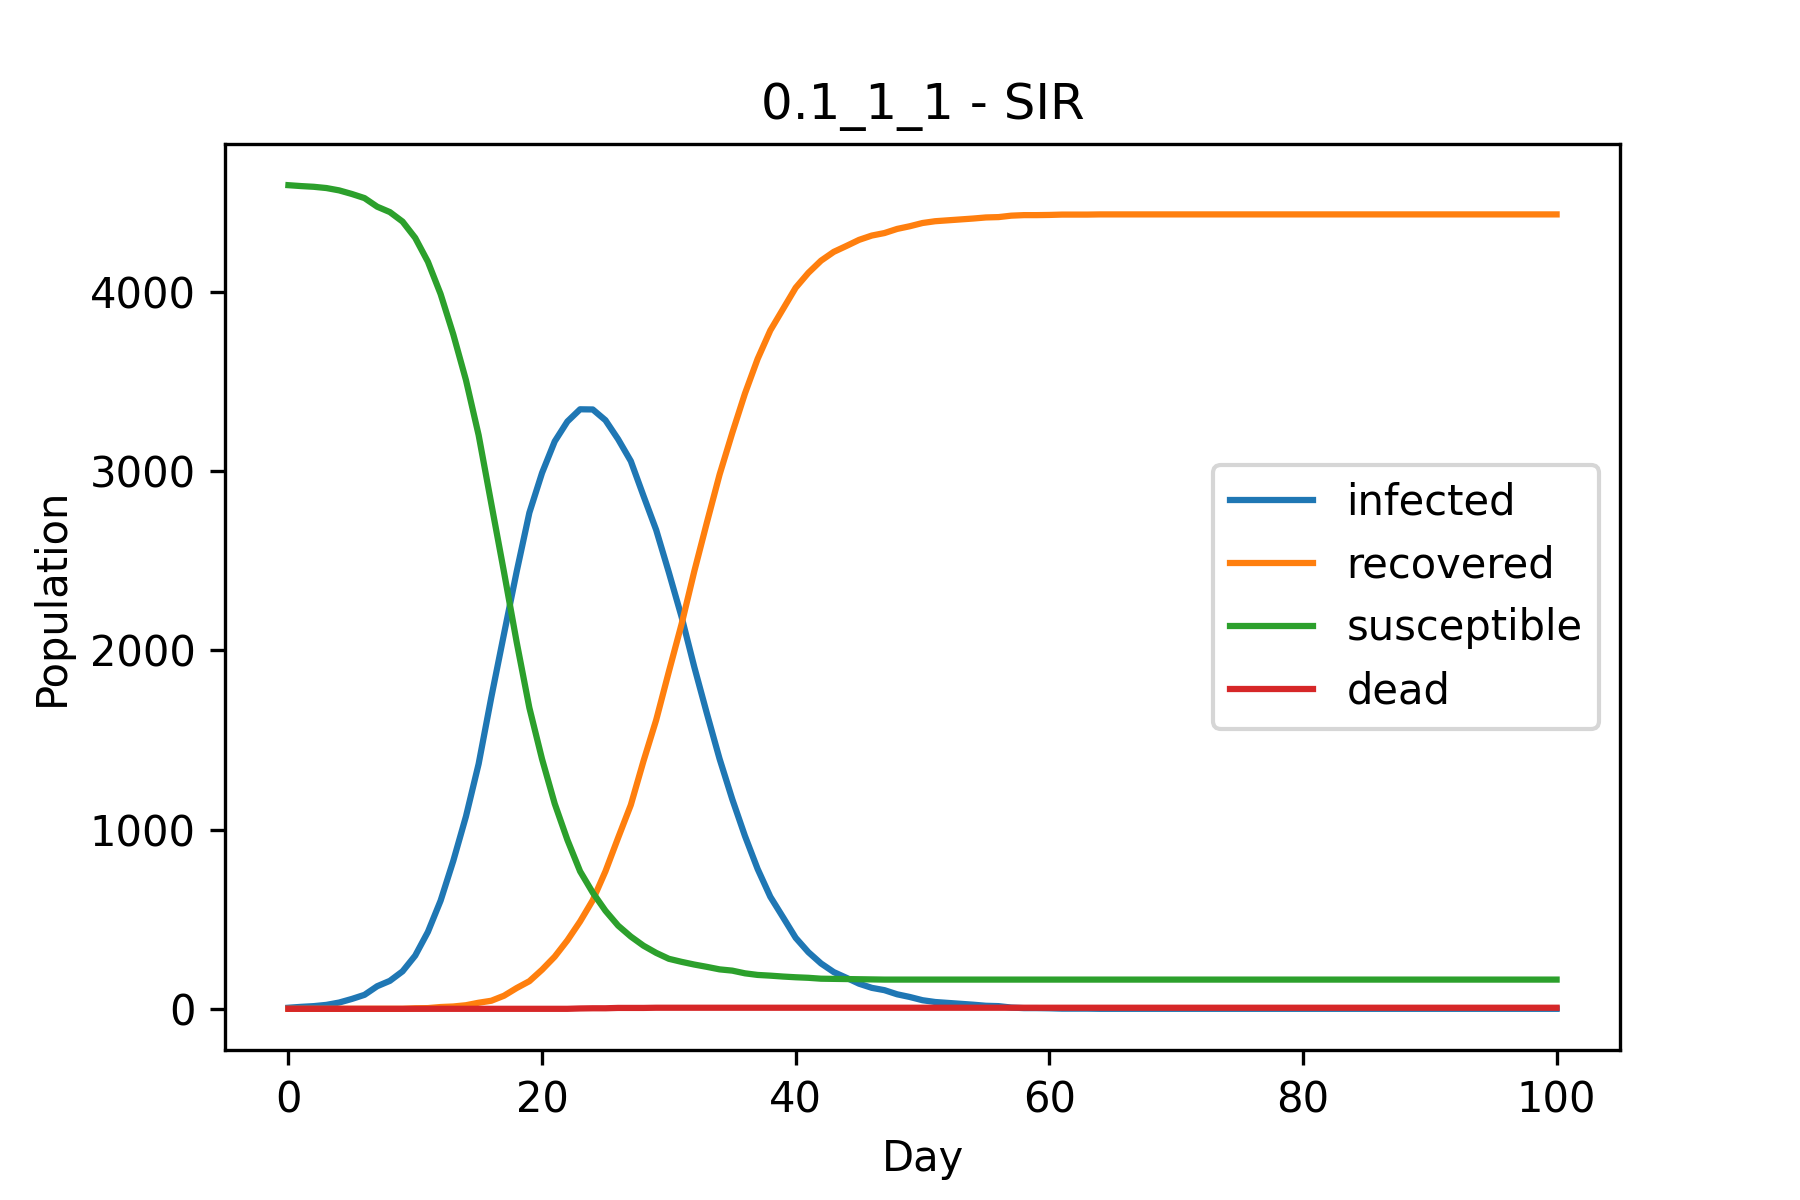 0.1_1_1 - SIR
Population
4000
3000
2000
1000
0
infected
recovered
susceptible
dead
0 20 40 60 80 100
Day